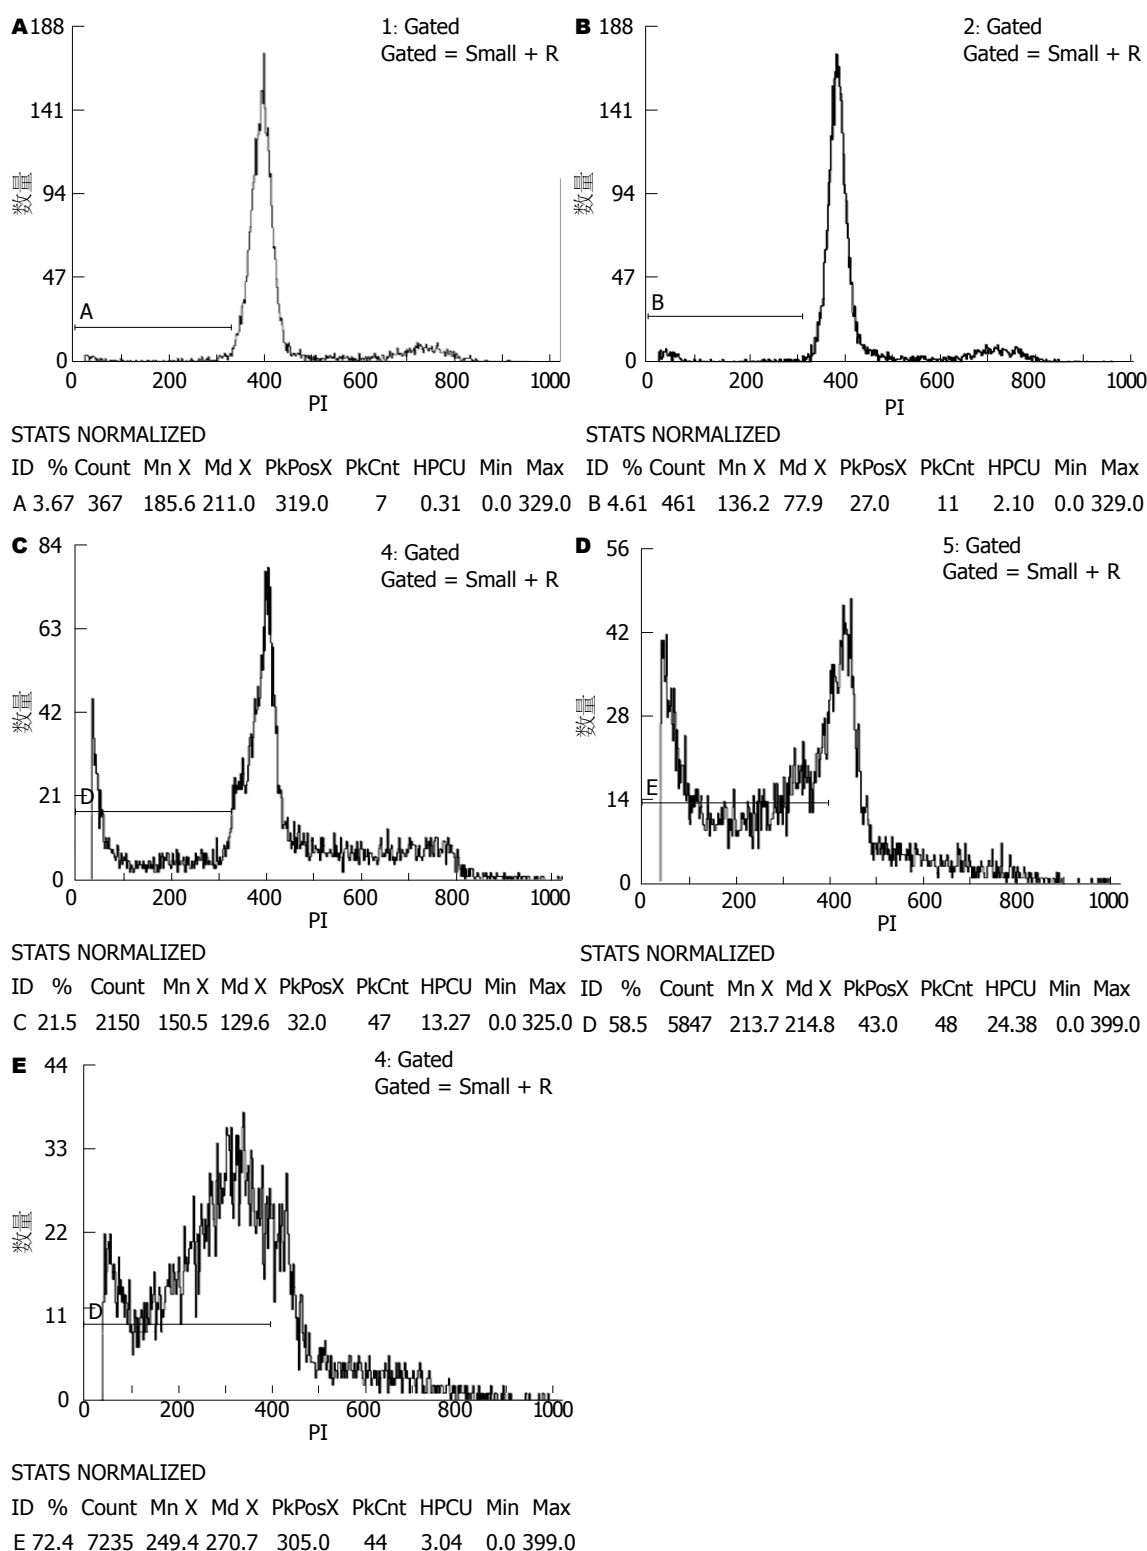 A
188
141
94
47
0
数量
1: Gated
Gated = Small + R
A
0 200 400 600 800 1000
PI
STATS NORMALIZED
ID % Count Mn X Md X PkPosX PkCnt HPCU Min Max
A 3.67 367 185.6 211.0 319.0 7 0.31 0.0 329.0
B
188
141
94
47
0
数量
2: Gated
Gated = Small + R
B
0 200 400 600 800 1000
PI
STATS NORMALIZED
ID % Count Mn X Md X PkPosX PkCnt HPCU Min Max
B 4.61 461 136.2 77.9 27.0 11 2.10 0.0 329.0
C
84
63
42
21
0
数量
4: Gated
Gated = Small + R
D
0 200 400 600 800 1000
PI
STATS NORMALIZED
ID % Count Mn X Md X PkPosX PkCnt HPCU Min Max
C 21.5 2150 150.5 129.6 32.0 47 13.27 0.0 325.0
D
56
42
28
14
0
数量
5: Gated
Gated = Small + R
E
0 200 400 600 800 1000
PI
STATS NORMALIZED
ID % Count Mn X Md X PkPosX PkCnt HPCU Min Max
D 58.5 5847 213.7 214.8 43.0 48 24.38 0.0 399.0
E
44
33
22
11
0
数量
4: Gated
Gated = Small + R
D
0 200 400 600 800 1000
PI
STATS NORMALIZED
ID % Count Mn X Md X PkPosX PkCnt HPCU Min Max
E 72.4 7235 249.4 270.7 305.0 44 3.04 0.0 399.0